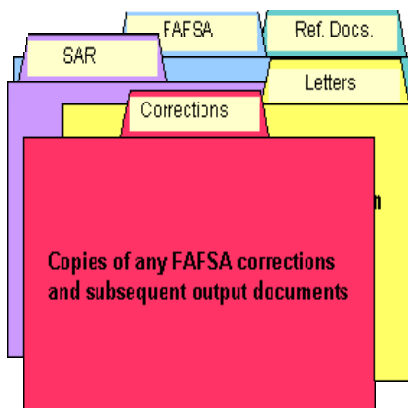 FAFSA
Ref. Docs.
SAR
Letters
Corrections
Copies of any FAFSA corrections
and subsequent output documents